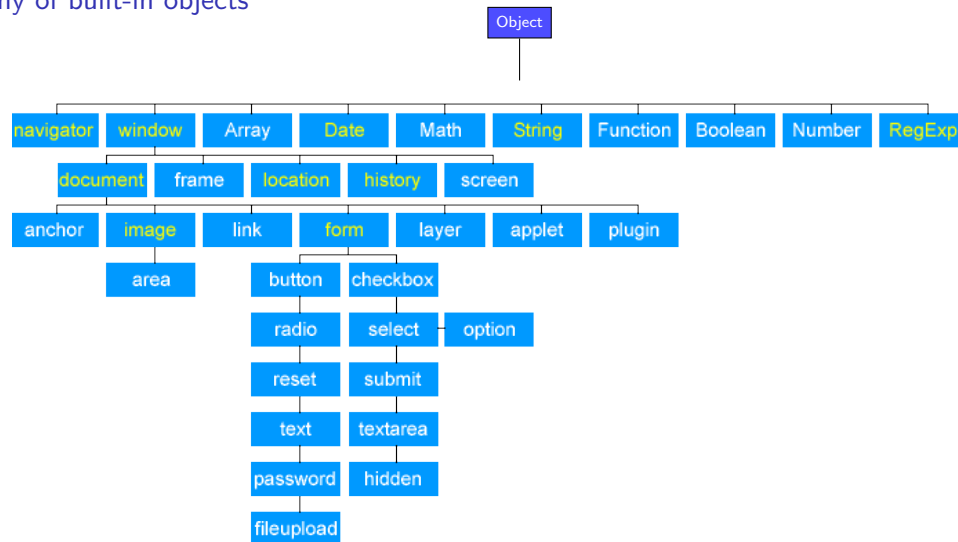 ny of built-in objects
Object
navigator window Array Date Math String Function Boolean Number RegExp
document frame location history screen
anchor image link form layer applet plugin
area button checkbox
radio select option
reset submit
text textarea
password hidden
fileupload